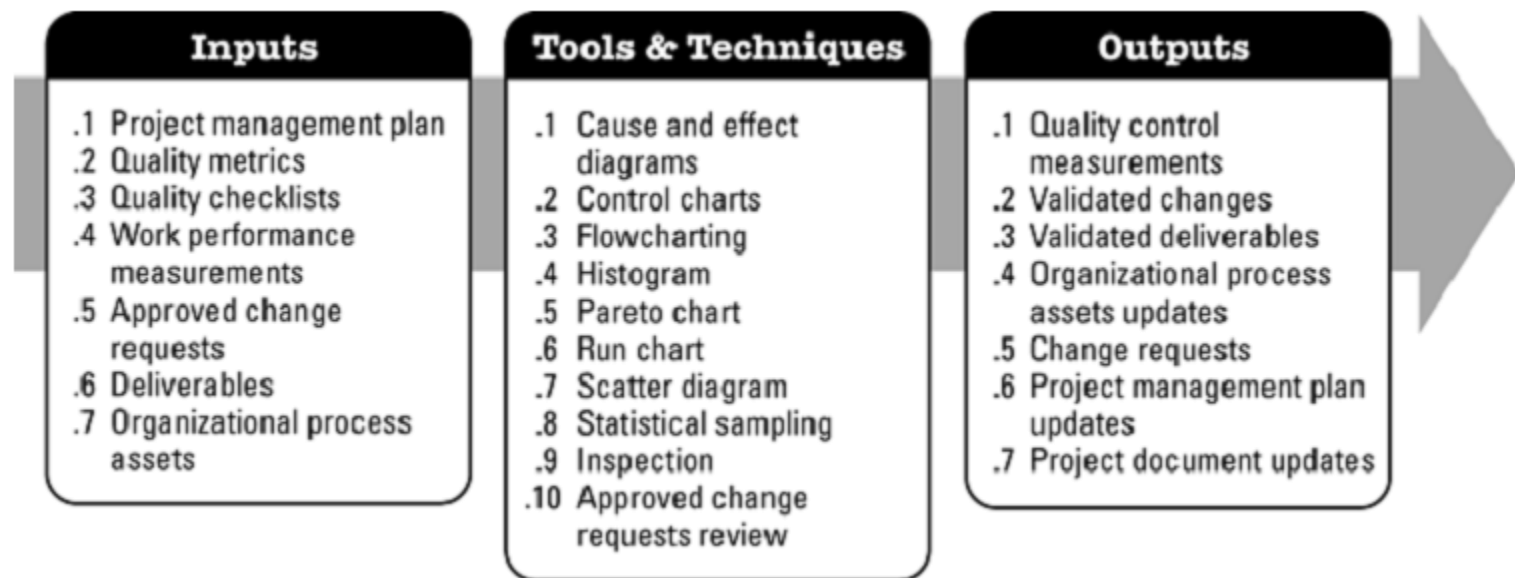 Inputs
.1 Project management plan
.2 Quality metrics
.3 Quality checklists
.4 Work performance
measurements
.5 Approved change
requests
.6 Deliverables
.7 Organizational process
assets
Tools & Techniques
.1 Cause and effect
diagrams
.2 Control charts
.3 Flowcharting
.4 Histogram
.5 Pareto chart
.6 Run chart
.7 Scatter diagram
.8 Statistical sampling
.9 Inspection
.10 Approved change
requests review
Outputs
.1 Quality control
measurements
.2 Validated changes
.3 Validated deliverables
.4 Organizational process
assets updates
.5 Change requests
.6 Project management plan
updates
.7 Project document updates